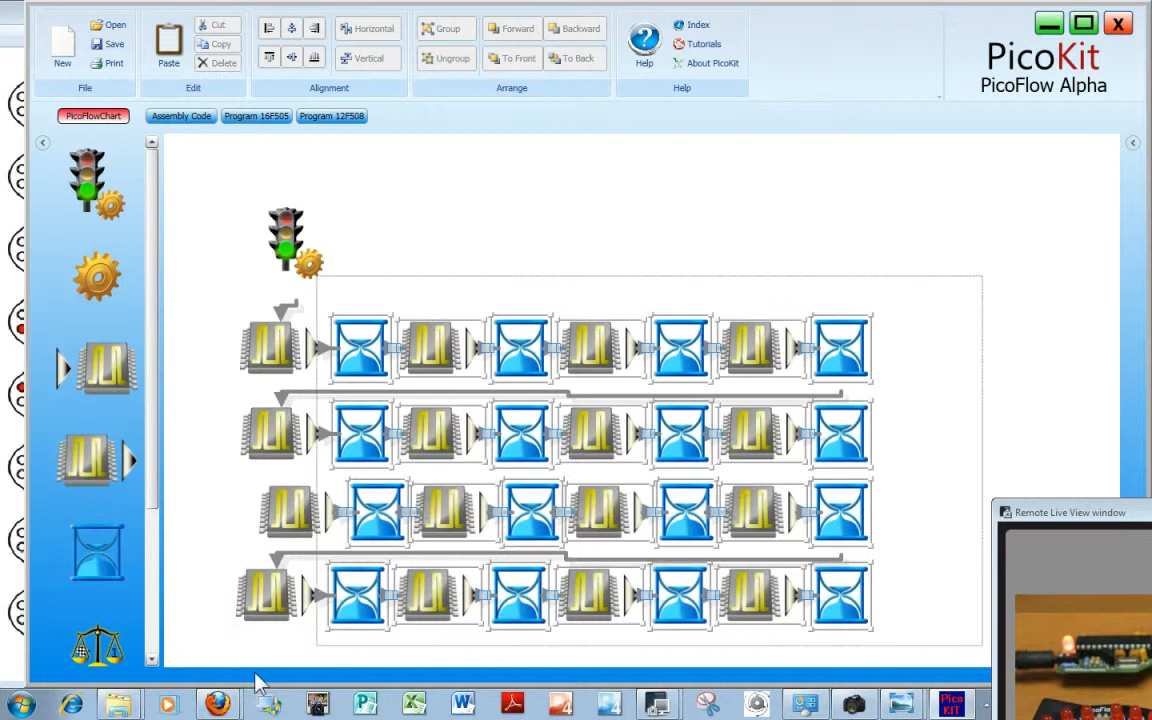 New
Open
Save
Print
File
Paste
Cut
Copy
Delete
Edit
Horizontal
Vertical
Alignment
Group
Ungroup
Forward
Backward
To Front
To Back
Arrange
Help
Index
Tutorials
About PicoKit
Help
PicoKit
PicoFlow Alpha
PicoFlowChart
Assembly Code
Program 16F505
Program 12F508
Remote Live View window
Pico
KIT